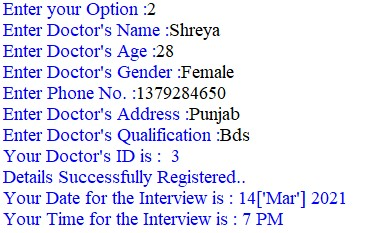 Enter your Option :2
Enter Doctor's Name :Shreya
Enter Doctor's Age :28
Enter Doctor's Gender :Female
Enter Phone No. :1379284650
Enter Doctor's Address :Punjab
Enter Doctor's Qualification :Bds
Your Doctor's ID is :  3
Details Successfully Registered..
Your Date for the Interview is : 14['Mar'] 2021
Your Time for the Interview is : 7 PM